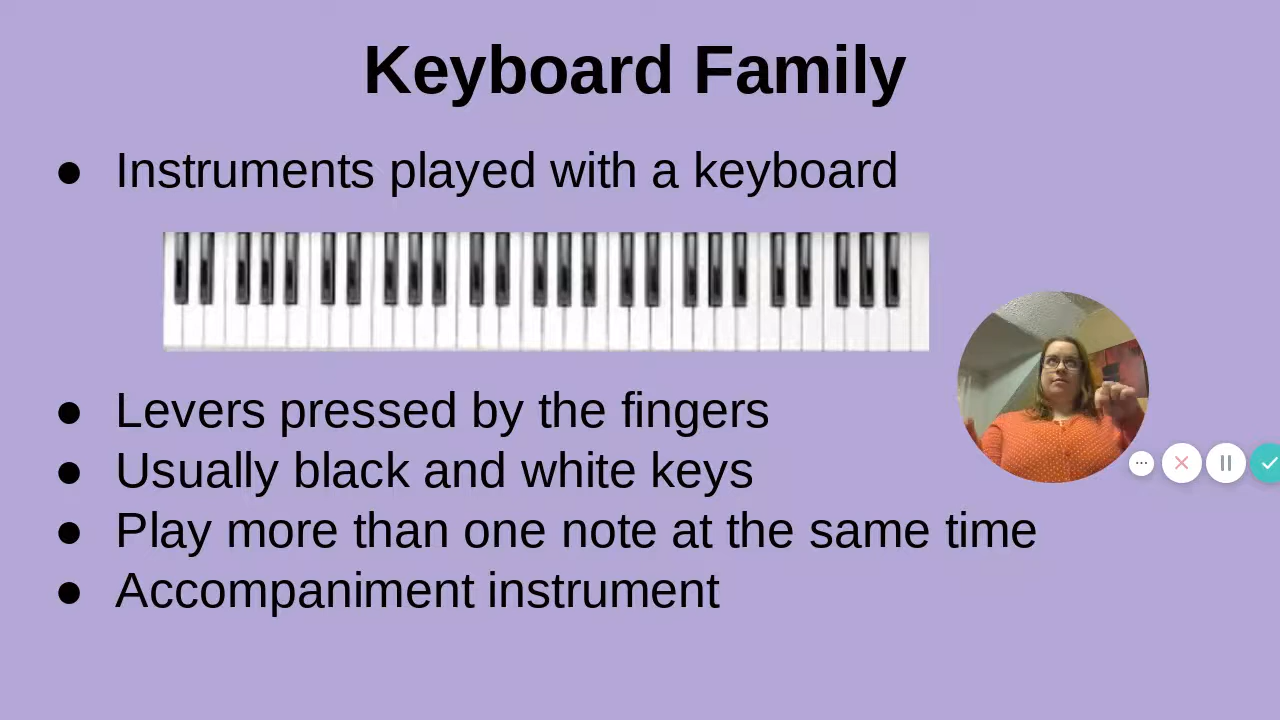 Keyboard Family
● Instruments played with a keyboard
● Levers pressed by the fingers
● Usually black and white keys
● Play more than one note at the same time
● Accompaniment instrument